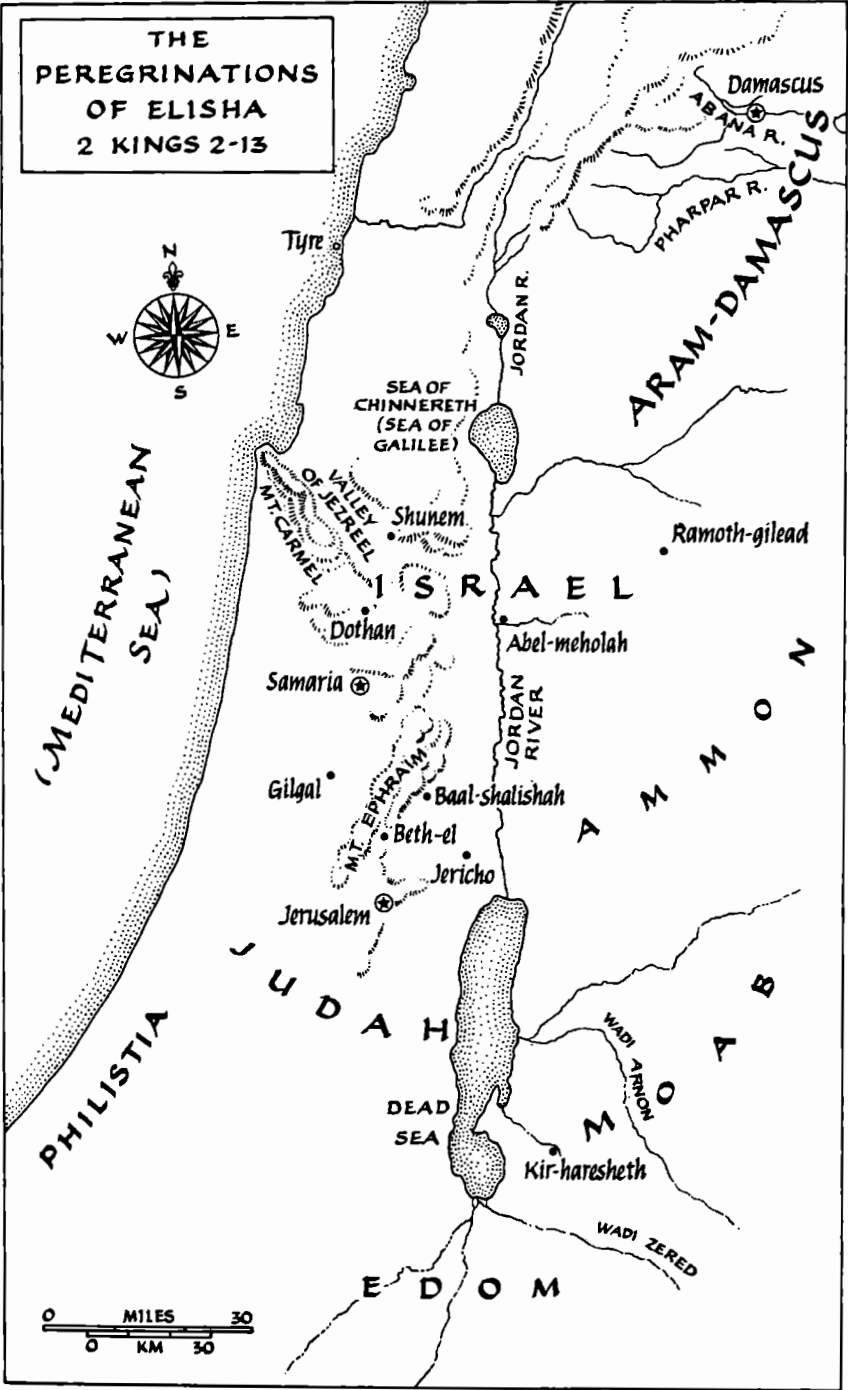 THE
PEREGRINATIONS
OF ELISHA
2 KINGS 2-13
Damascus
ABANA R.
PHARPAR R.
ARAM-DAMASCUS
Tyre
N
W
E
S
JORDAN R.
SEA OF
CHINNERETH
(SEA OF
GALILEE)
VALLEY
OF JEZREEL
MT. CARMEL
Shunem
Ramoth-gilead
(MEDITERRANEAN
SEA)
ISRAEL
Dothan
Abel-meholah
Samaria
JORDAN
RIVER
AMMON
Gilgal
MT. EPHRAIM
Baal-shalishah
Beth-el
Jericho
Jerusalem
JUDAH
PHILISTIA
MOAB
WADI
ARNON
DEAD
SEA
Kir-haresheth
WADI ZERED
EDOM
0 MILES 30
0 KM 30